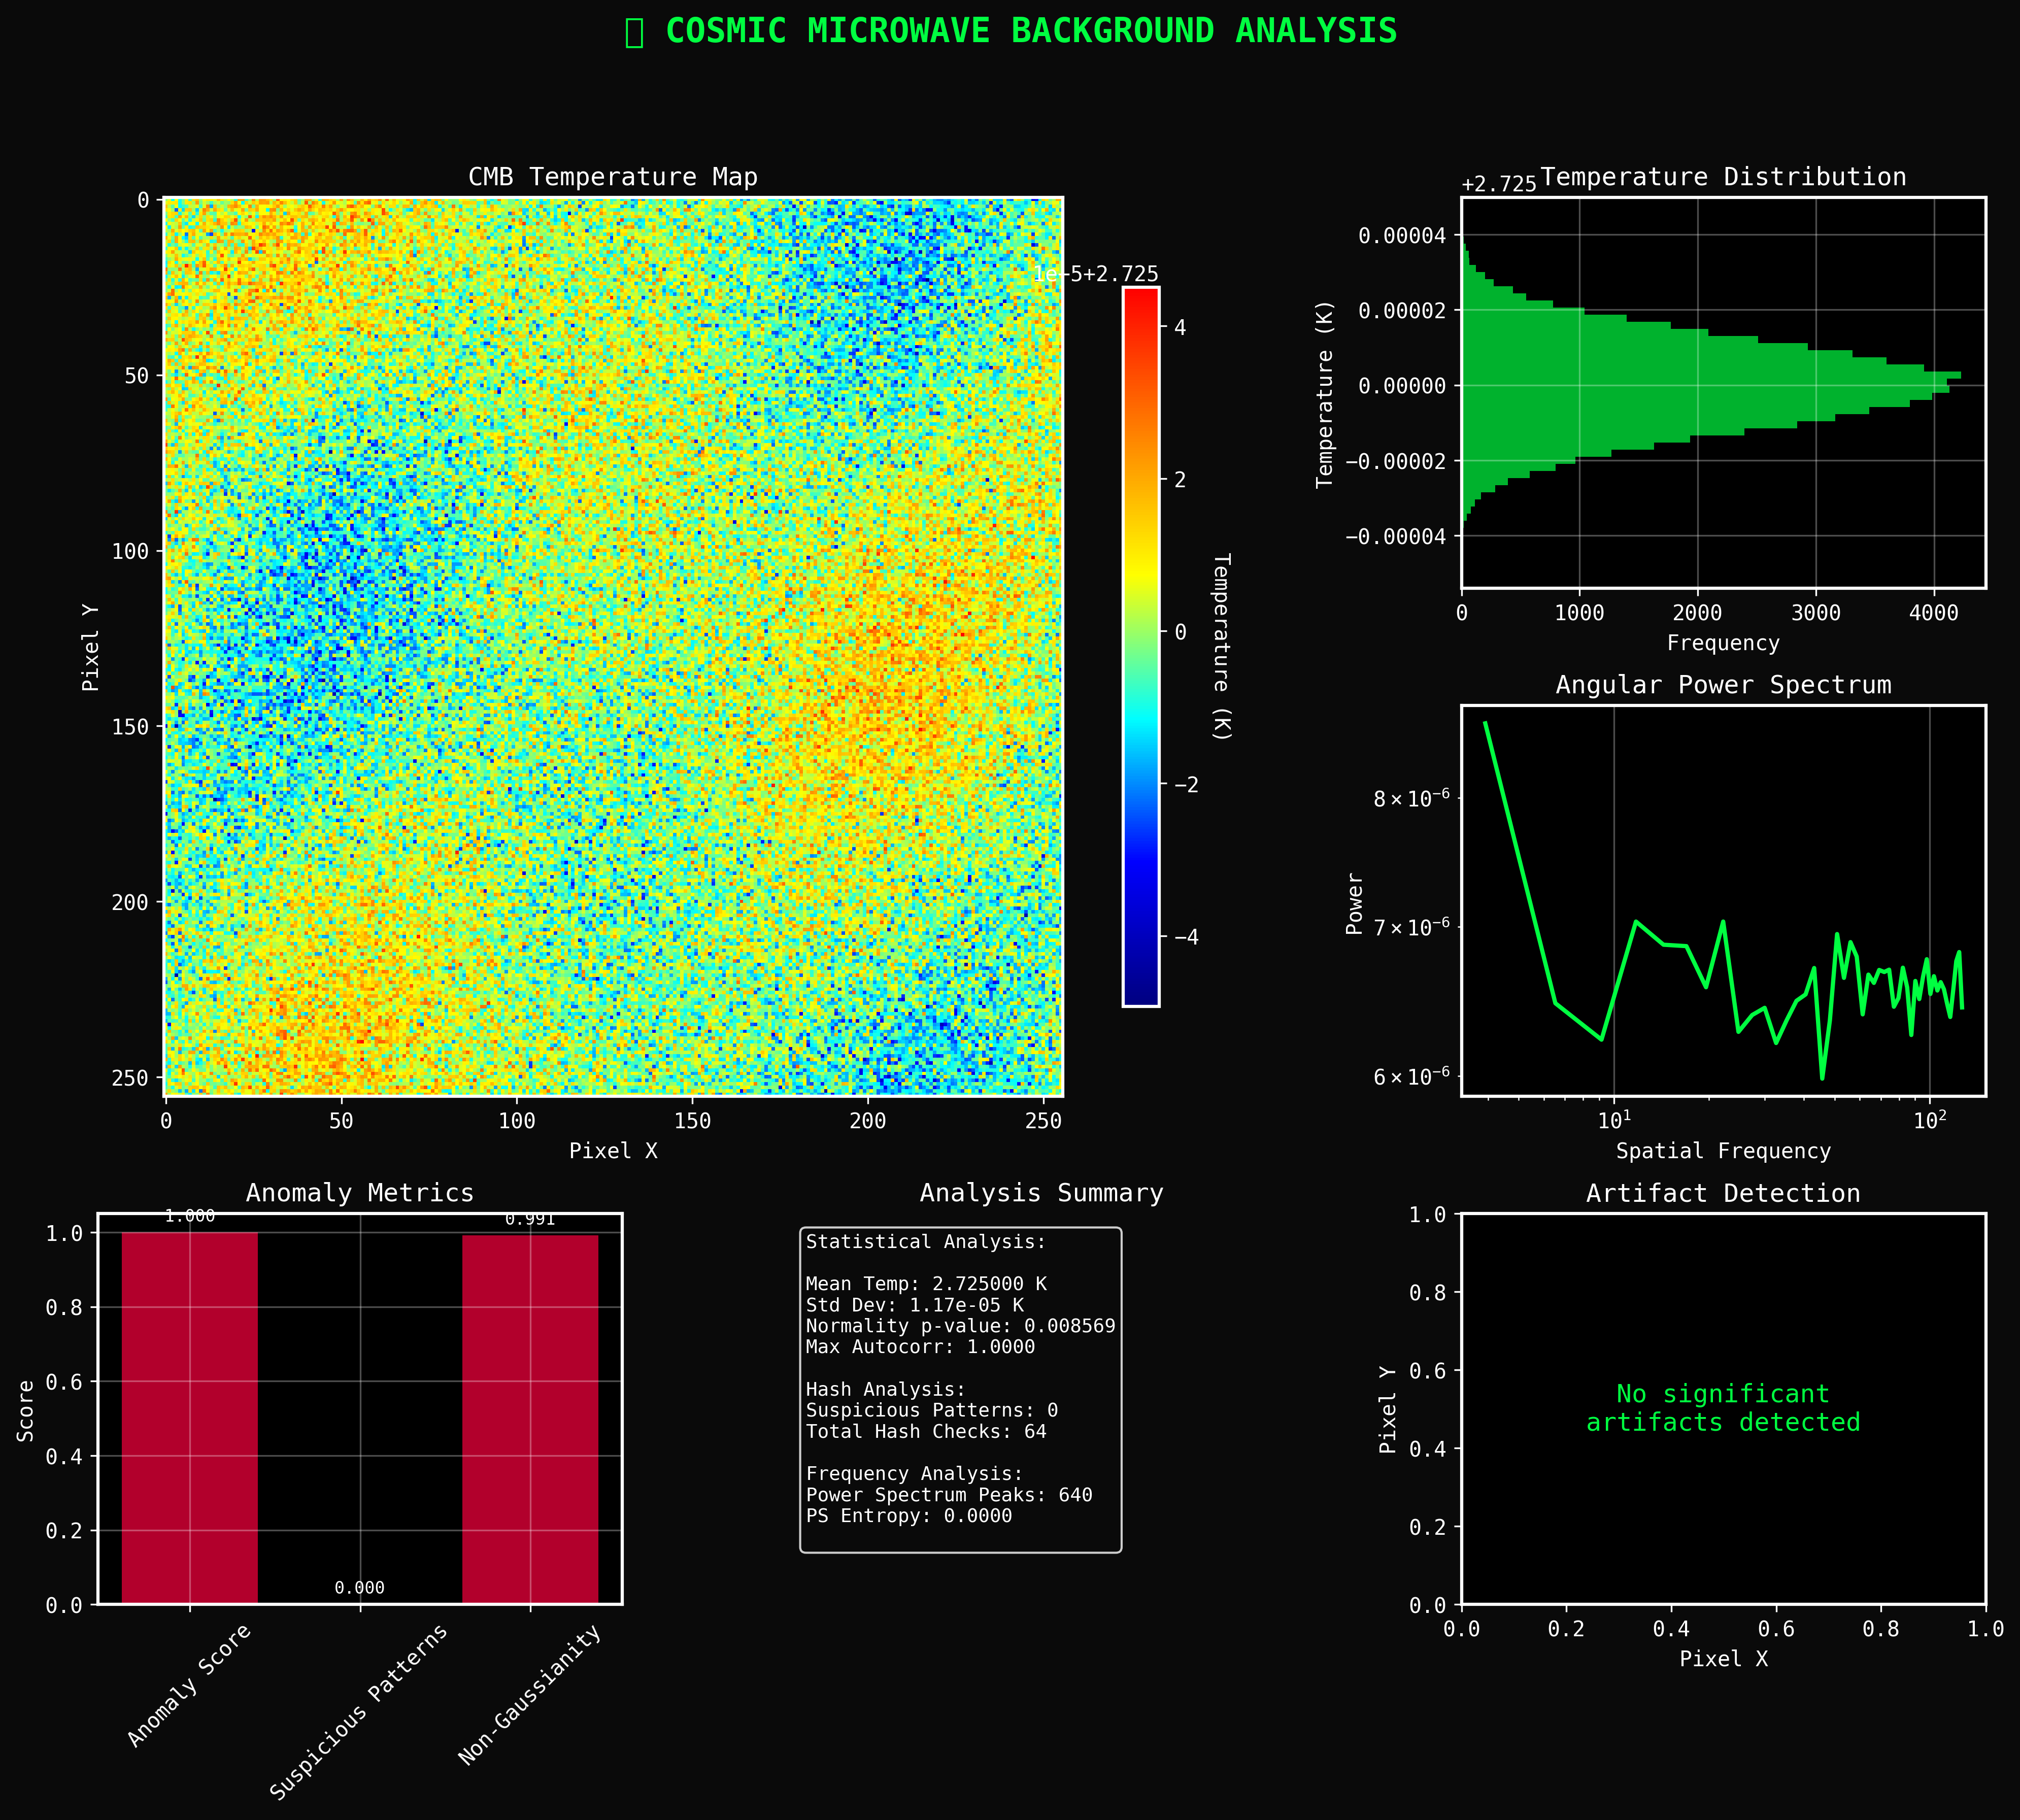 ▯ COSMIC MICROWAVE BACKGROUND ANALYSIS
CMB Temperature Map
0
50
100
150
200
250
Pixel Y
0
50
100
150
200
250
Pixel X
1e-5+2.725
4
2
0
−2
−4
Temperature (K)
+2.725
Temperature Distribution
0.00004
0.00002
0.00000
−0.00002
−0.00004
Temperature (K)
0
1000
2000
3000
4000
Frequency
Angular Power Spectrum
8×10⁻⁶
7×10⁻⁶
6×10⁻⁶
Power
10¹
10²
Spatial Frequency
Anomaly Metrics
1.000
0.000
0.991
1.0
0.8
0.6
0.4
0.2
0.0
Score
Anomaly Score
Suspicious Patterns
Non-Gaussianity
Analysis Summary
Statistical Analysis:
Mean Temp: 2.725000 K
Std Dev: 1.17e-05 K
Normality p-value: 0.008569
Max Autocorr: 1.0000
Hash Analysis:
Suspicious Patterns: 0
Total Hash Checks: 64
Frequency Analysis:
Power Spectrum Peaks: 640
PS Entropy: 0.0000
Artifact Detection
1.0
0.8
0.6
0.4
0.2
0.0
Pixel Y
No significant
artifacts detected
0.0
0.2
0.4
0.6
0.8
1.0
Pixel X